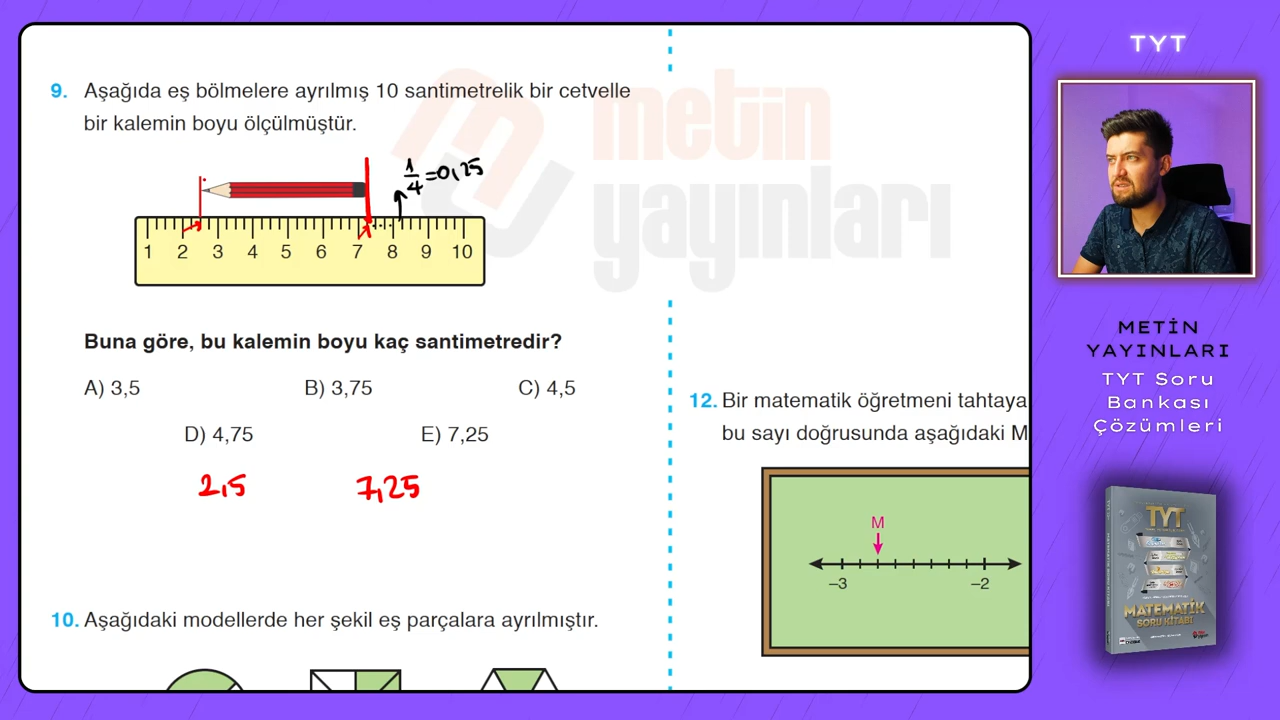 9. Aşağıda eş bölmelere ayrılmış 10 santimetrelik bir cetvelle
bir kalemin boyu ölçülmüştür.
1/4 = 0,25
1 2 3 4 5 6 7 8 9 10
Buna göre, bu kalemin boyu kaç santimetredir?
A) 3,5 B) 3,75 C) 4,5
D) 4,75 E) 7,25
2,5 7,25
10. Aşağıdaki modellerde her şekil eş parçalara ayrılmıştır.
metin
yayınları
12. Bir matematik öğretmeni tahtaya
bu sayı doğrusunda aşağıdaki M
M
–3 –2
TYT
METİN
YAYINLARI
TYT Soru
Bankası
Çözümleri
TYT
MATEMATİK
SORU KİTABI